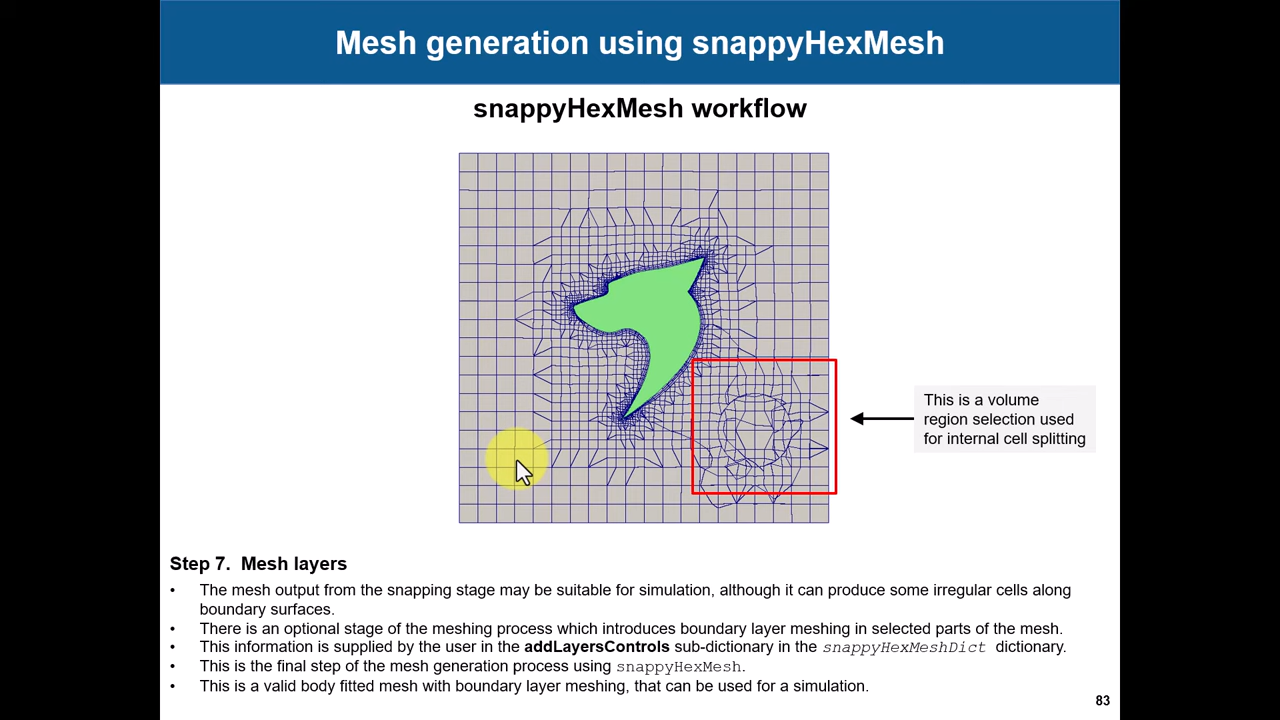 Mesh generation using snappyHexMesh
snappyHexMesh workflow
This is a volume
region selection used
for internal cell splitting
Step 7. Mesh layers
• The mesh output from the snapping stage may be suitable for simulation, although it can produce some irregular cells along
boundary surfaces.
• There is an optional stage of the meshing process which introduces boundary layer meshing in selected parts of the mesh.
• This information is supplied by the user in the addLayersControls sub-dictionary in the snappyHexMeshDict dictionary.
• This is the final step of the mesh generation process using snappyHexMesh.
• This is a valid body fitted mesh with boundary layer meshing, that can be used for a simulation.
83